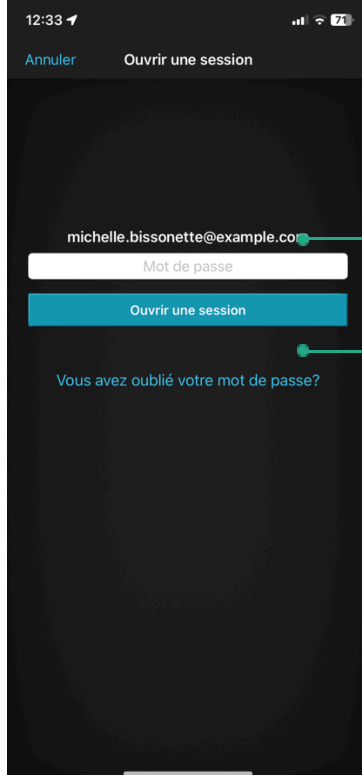 12:33
71
Annuler
Ouvrir une session
michelle.bissonette@example.com
Mot de passe
Ouvrir une session
Vous avez oublié votre mot de passe?